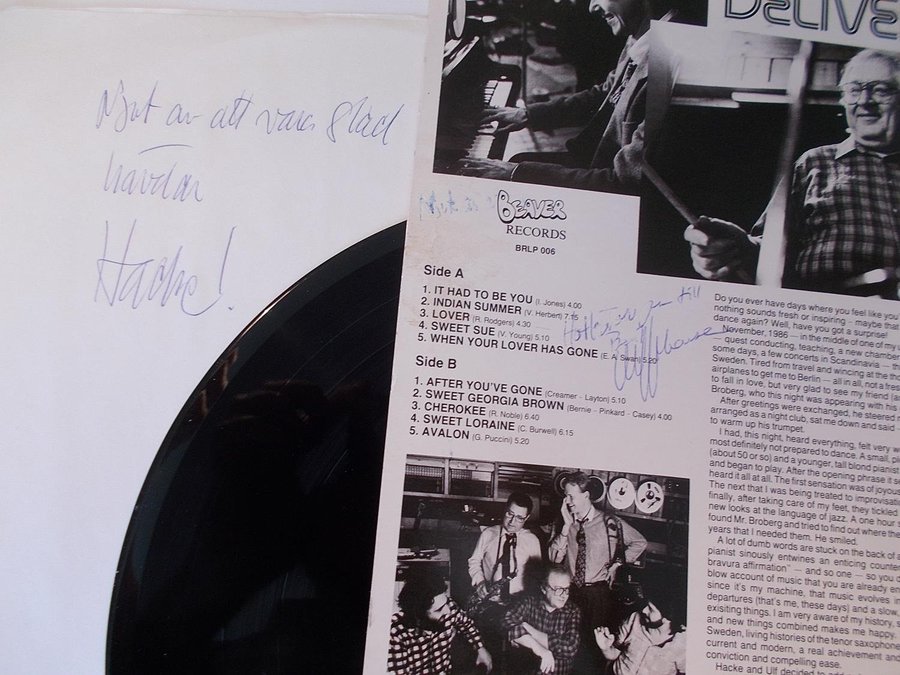 Njut av att vara glad
hävdar
Hacke!
DELIVE
BEAVER
RECORDS
BRLP 006
Side A
1. IT HAD TO BE YOU (I. Jones) 4.00
2. INDIAN SUMMER (V. Herbert) 7.15
3. LOVER (R. Rodgers) 4.30
4. SWEET SUE (V. Young) 5.10
5. WHEN YOUR LOVER HAS GONE (E. A. Swan) 5.20
Side B
1. AFTER YOU'VE GONE (Creamer - Layton) 5.10
2. SWEET GEORGIA BROWN (Bernie - Pinkard - Casey) 4.00
3. CHEROKEE (R. Noble) 6.40
4. SWEET LORAINE (C. Burwell) 6.15
5. AVALON (G. Puccini) 5.20
Do you ever have days where you feel like you
nothing sounds fresh or inspiring – maybe that
dance again? Well, have you got a surprise!
November, 1986 — in the middle of one of my
— quest conducting, teaching, a new chamber
some days, a few concerts in Scandinavia — th
Sweden. Tired from travel and wincing at the th
airplanes to get me to Berlin — all in all, not a fres
to fall in love, but very glad to see my friend (a
Broberg, who this night was appearing with his
After greetings were exchanged, he steered m
arranged as a night club, sat me down and said
to warm up his trumpet.
I had, this night, heard everything, felt very w
most definitely not prepared to dance. A small, p
(about 50 or so) and a younger, tall blond pianist
and began to play. After the opening phrase it se
heard it all at all. The first sensation was of joyous
The next that I was being treated to improvisat
finally, after taking care of my feet, they tickled
new looks at the language of jazz. A one hour
found Mr. Broberg and tried to find out where the
years that I needed them. He smiled.
A lot of dumb words are stuck on the back of a
pianist sinously entwines an enticing counter
bravura affirmation" — and so one — so you d
blow account of music that you are already en
since it's my machine, that music evolves in
departures (that's me, these days) and a slow,
exisiting things. I am very aware of my history, s
and new things combined makes me happy.
Sweden, living histories of the tenor saxophone
current and modern, a real achievement and
conviction and compelling ease.
Hacke and Ulf decided to add